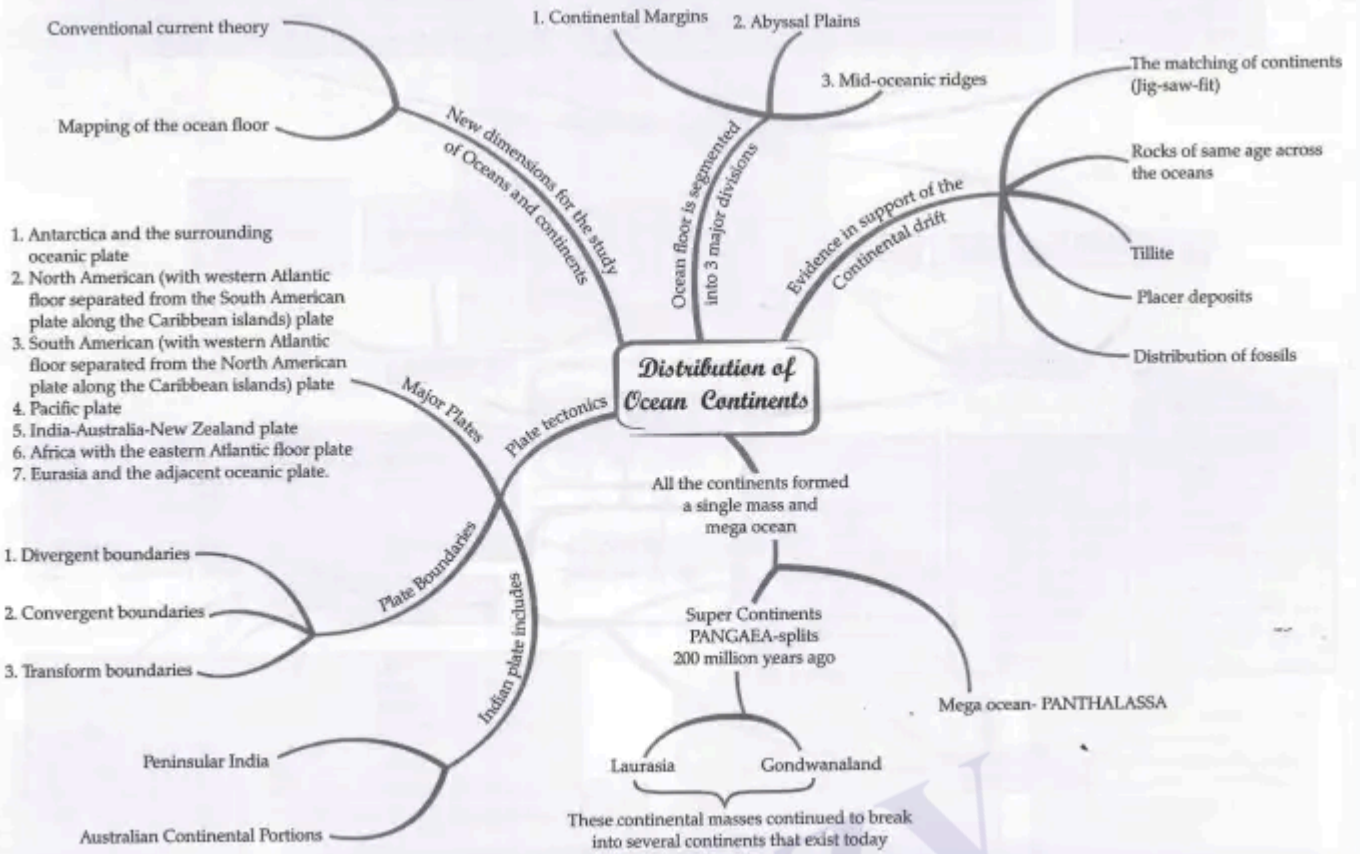 Conventional current theory
Mapping of the ocean floor
New dimensions for the study
of Oceans and continents
1. Continental Margins
2. Abyssal Plains
3. Mid-oceanic ridges
Ocean floor is segmented
into 3 major divisions
The matching of continents
(Jig-saw-fit)
Rocks of same age across
the oceans
Tillite
Placer deposits
Distribution of fossils
Evidence in support of the
Continental drift
Distribution of
Ocean Continents
1. Antarctica and the surrounding
oceanic plate
2. North American (with western Atlantic
floor separated from the South American
plate along the Caribbean islands) plate
3. South American (with western Atlantic
floor separated from the North American
plate along the Caribbean islands) plate
4. Pacific plate
5. India-Australia-New Zealand plate
6. Africa with the eastern Atlantic floor plate
7. Eurasia and the adjacent oceanic plate.
Major Plates
Plate tectonics
1. Divergent boundaries
2. Convergent boundaries
3. Transform boundaries
Plate Boundaries
Indian plate includes
Peninsular India
Australian Continental Portions
All the continents formed
a single mass and
mega ocean
Super Continents
PANGAEA-splits
200 million years ago
Mega ocean- PANTHALASSA
Laurasia
Gondwanaland
These continental masses continued to break
into several continents that exist today